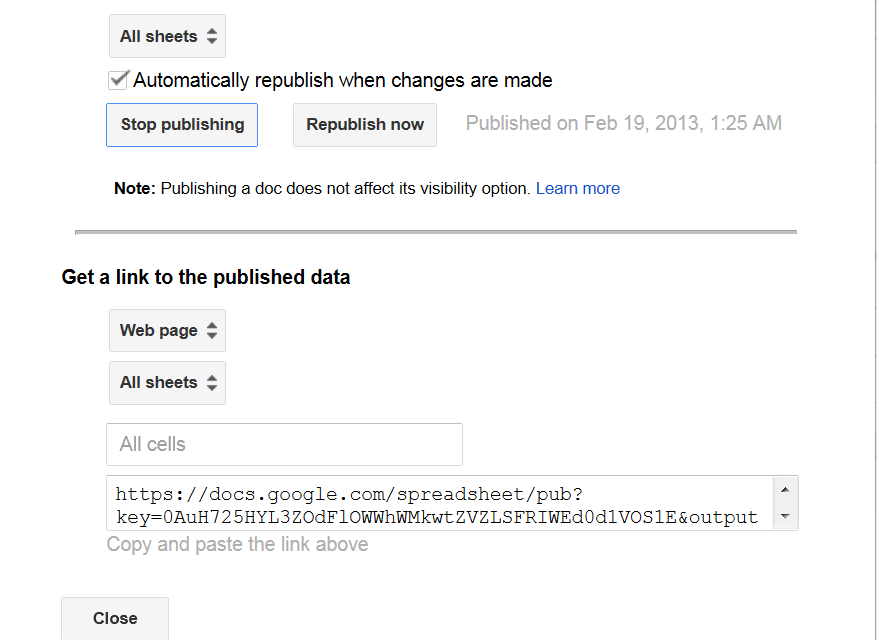 All sheets
Automatically republish when changes are made
Stop publishing Republish now Published on Feb 19, 2013, 1:25 AM
Note: Publishing a doc does not affect its visibility option. Learn more
Get a link to the published data
Web page
All sheets
All cells
https://docs.google.com/spreadsheet/pub?
key=0AuH725HYL3ZOdFlOWWhWMkwtZVZLSFRIWEd0d1VOS1E&output
Copy and paste the link above
Close